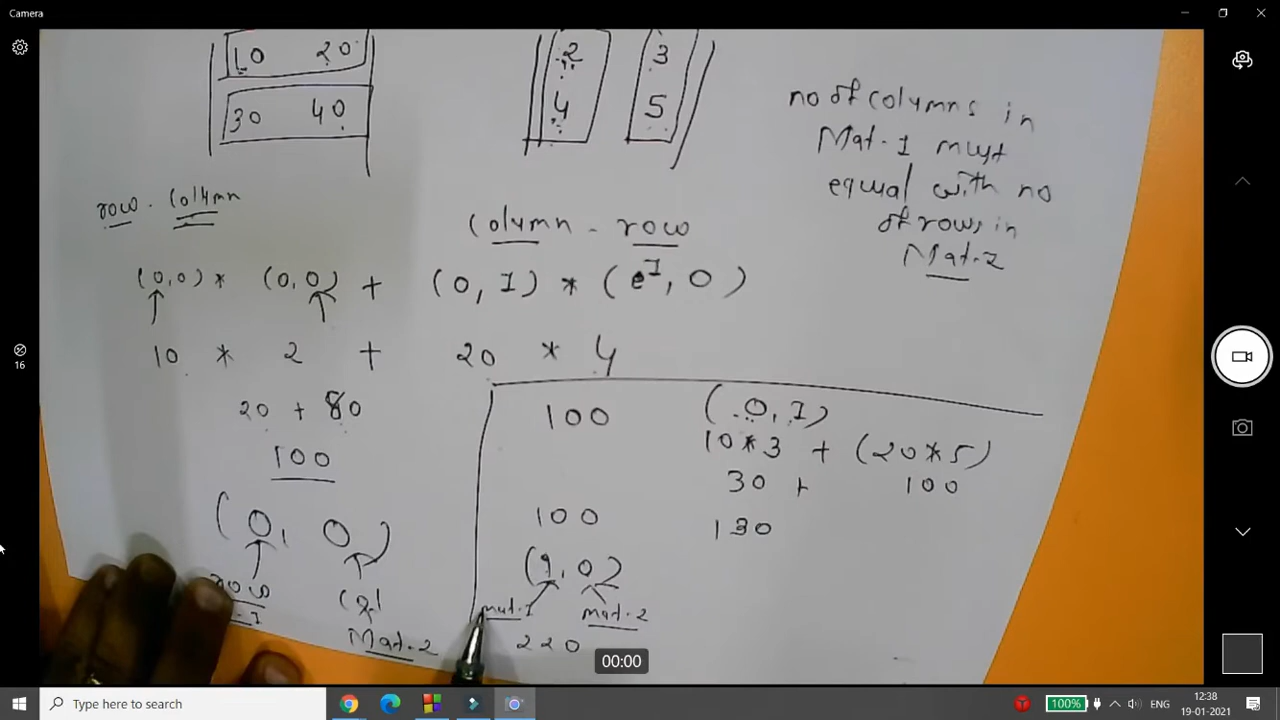 Camera
10 20
30 40
2 3
4 5
no of columns in
Mat-1 must
equal with no
of rows in
Mat-2
row - Column
Column - row
(0,0) * (0,0) + (0,1) * (1,0)
10 * 2 + 20 * 4
20 + 80
100
(0, 0)
row
Mat-2
100
100
(1,0)
mat-1 mat-2
220
(0,1)
10*3 + (20*5)
30 + 100
130
16
00:00
Type here to search
100%
ENG
12:38
19-01-2021